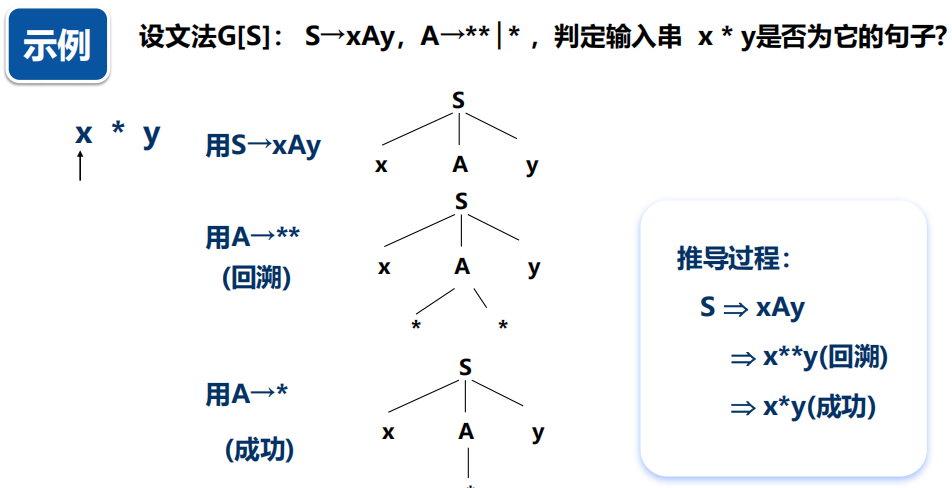 示例
设文法G[S]： S→xAy，A→**|* ，判定输入串 x * y是否为它的句子?
x * y
用S→xAy
S
x A y
用A→**
(回溯)
S
x A y
* *
用A→*
(成功)
S
x A y
*
推导过程：
S ⇒ xAy
⇒ x**y(回溯)
⇒ x*y(成功)